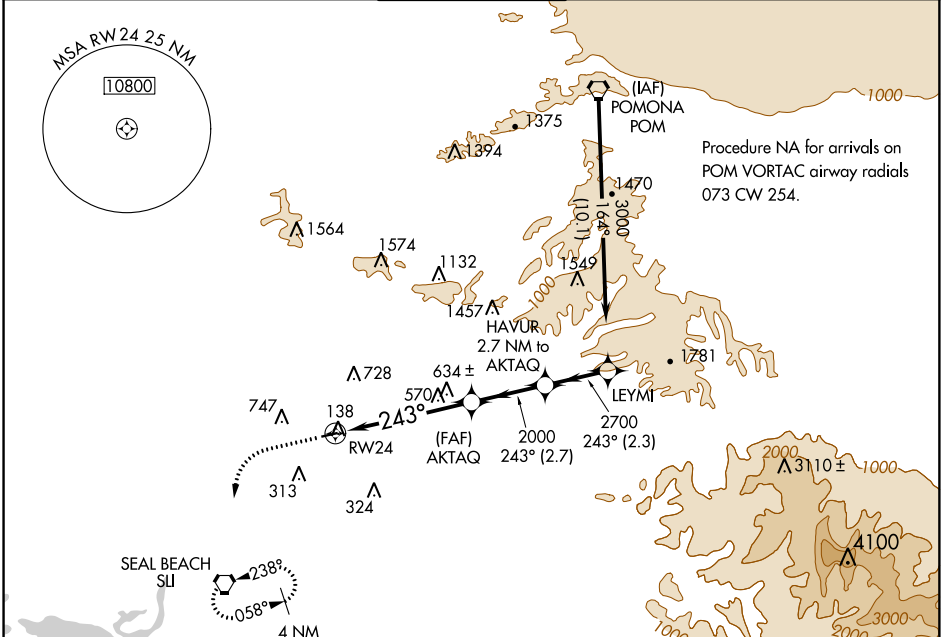 MSA RW24 25 NM
10800
(IAF)
POMONA
POM
1000
1375
1394
Procedure NA for arrivals on
POM VORTAC airway radials
073 CW 254.
1470
3000
164°
(10.1)
1564
1574
1132
1549
1000
1457
HAVUR
2.7 NM to
AKTAQ
1781
728
634 ±
570
LEYMI
747
138
243°
RW24
(FAF)
AKTAQ
2000
243° (2.7)
2700
243° (2.3)
313
324
2000
3110 ±
1000
4100
SEAL BEACH
SLI
238°
058°
4 NM
3000
1000
2000